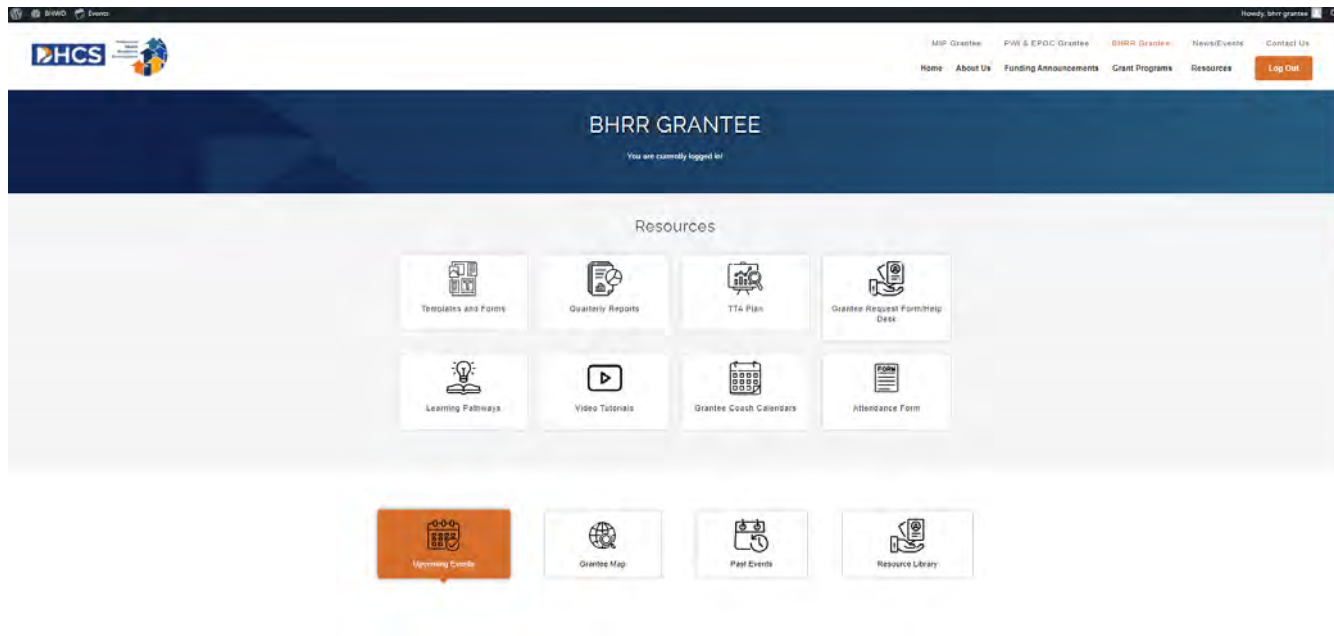 BHWD Events
Howdy, bhrr grantee
DHCS
MIP Grantee PWI & EPOC Grantee BHRR Grantee News/Events Contact Us
Home About Us Funding Announcements Grant Programs Resources Log Out
BHRR GRANTEE
You are currently logged in!
Resources
Templates and Forms Quarterly Reports TTA Plan Grantee Request Form/Help
Desk
FORM
Learning Pathways Video Tutorials Grantee Coach Calendars Attendance Form
Upcoming Events Grantee Map Past Events Resource Library